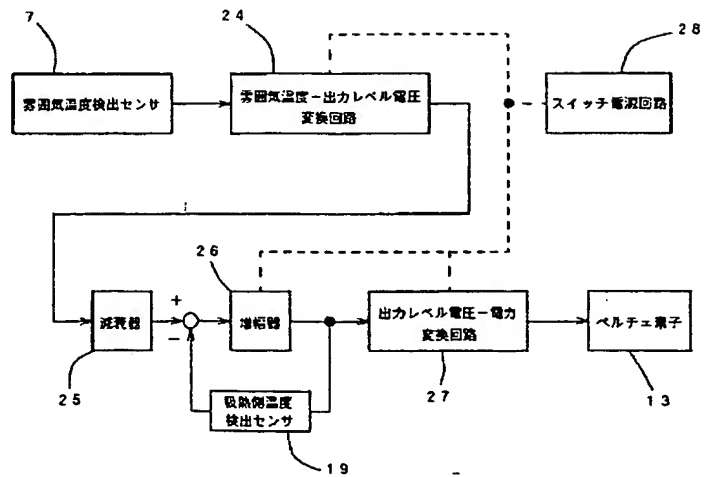 7
24
28
雰囲気温度検出センサ
雰囲気温度－出力レベル電圧
変換回路
スイッチ電源回路
26
減衰器
+
−
増幅器
出力レベル電圧－電力
変換回路
ペルチェ素子
25
吸熱側温度
検出センサ
27
13
19